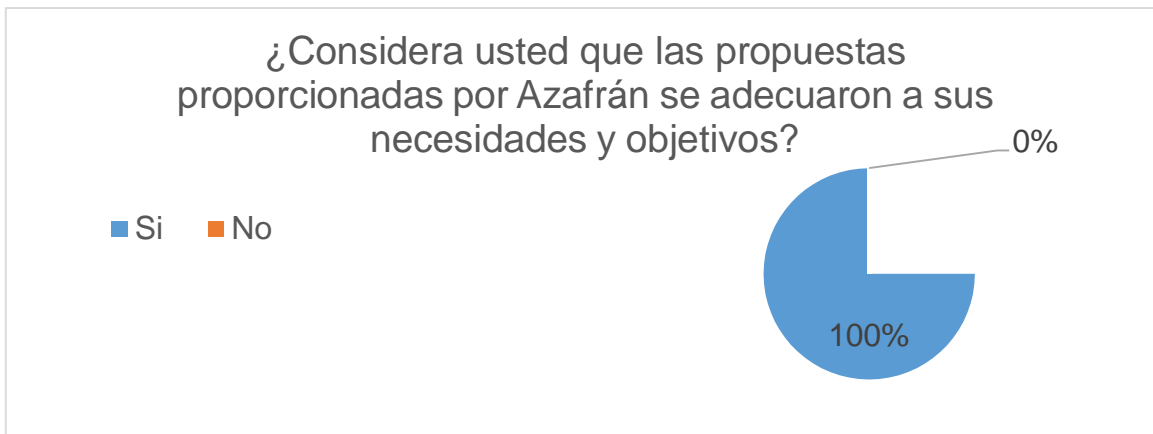 ¿Considera usted que las propuestas
proporcionadas por Azafrán se adecuaron a sus
necesidades y objetivos?
0%
Si No
100%